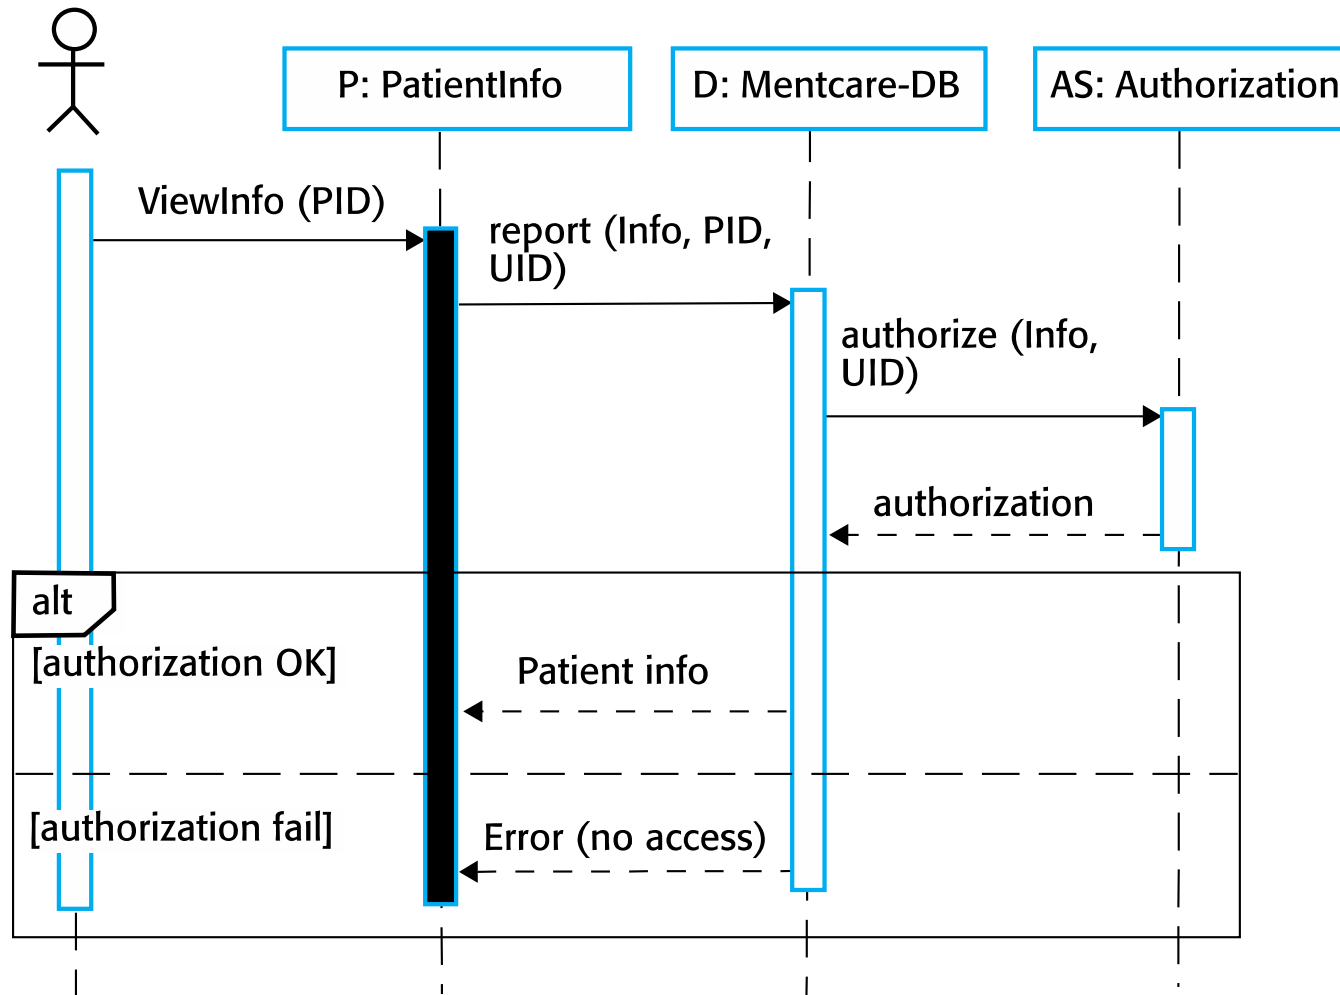 P: PatientInfo
D: Mentcare-DB
AS: Authorization
ViewInfo (PID)
report (Info, PID,
UID)
authorize (Info,
UID)
authorization
alt
[authorization OK]
Patient info
[authorization fail]
Error (no access)